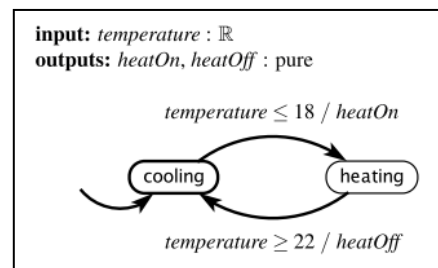 input: temperature : ℝ
outputs: heatOn, heatOff : pure
temperature ≤ 18 / heatOn
cooling
heating
temperature ≥ 22 / heatOff